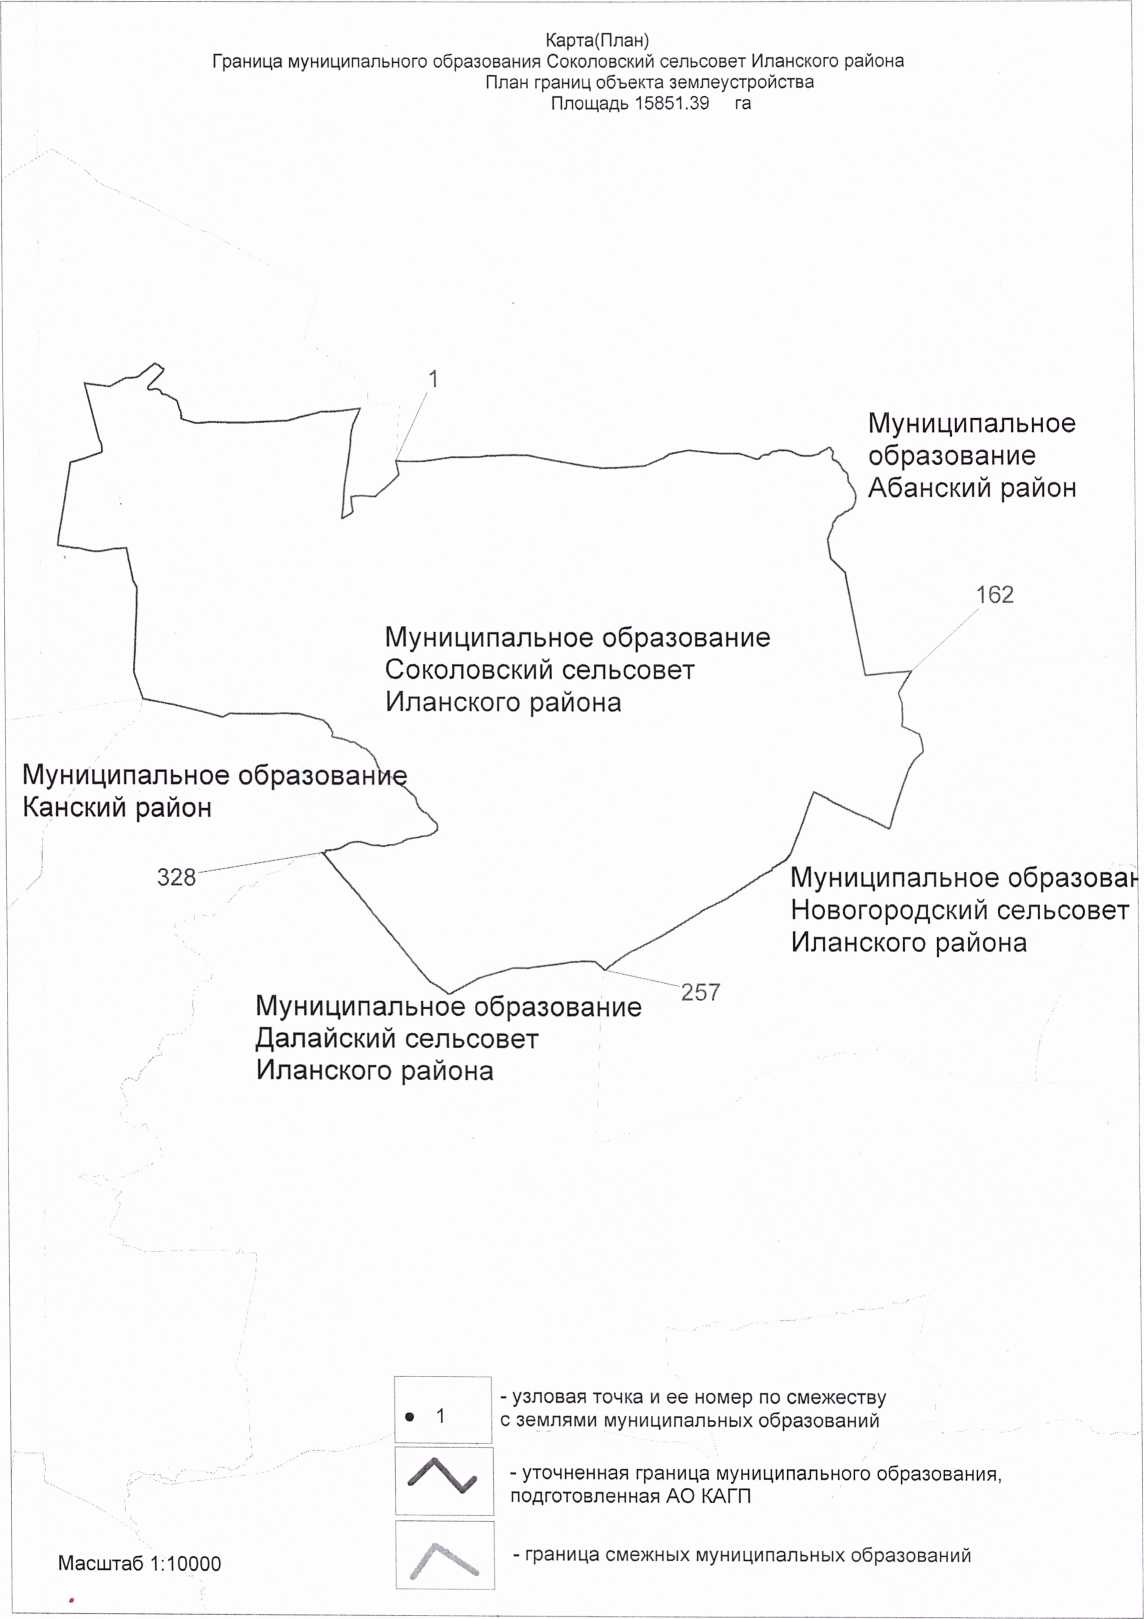 Карта(План)
Граница муниципального образования Соколовский сельсовет Иланского района
План границ объекта землеустройства
Площадь 15851.39 га
1
Муниципальное
образование
Абанский район
162
Муниципальное образование
Соколовский сельсовет
Иланского района
Муниципальное образование
Канский район
328
Муниципальное образован
Новогородский сельсовет
Иланского района
257
Муниципальное образование
Далайский сельсовет
Иланского района
1
- узловая точка и ее номер по смежеству
с землями муниципальных образований
- уточненная граница муниципального образования,
подготовленная АО КАГП
- граница смежных муниципальных образований
Масштаб 1:10000